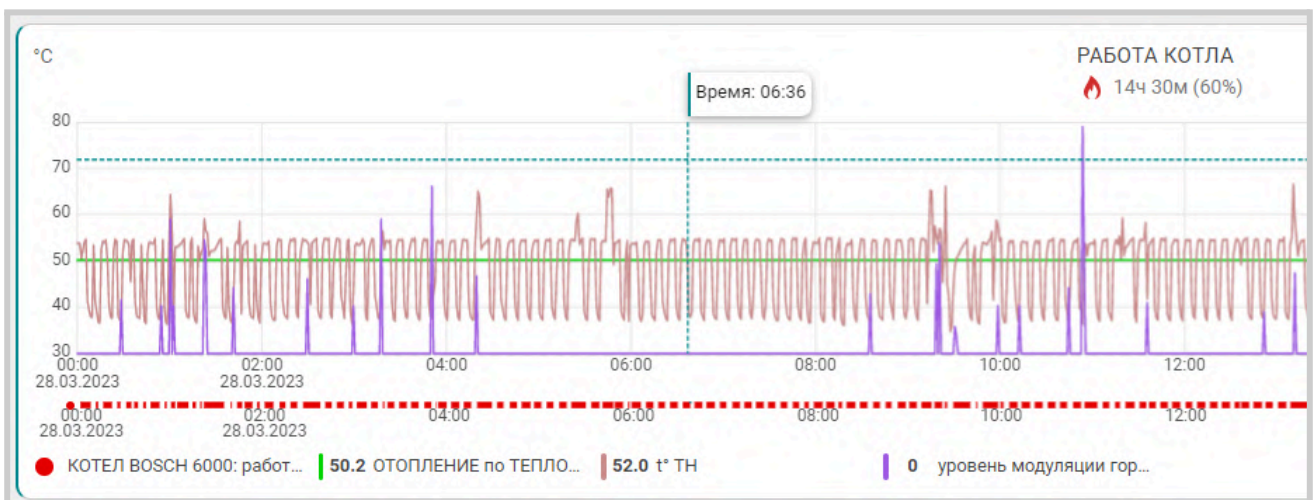 °C
РАБОТА КОТЛА
14ч 30м (60%)
Время: 06:36
80
70
60
50
40
30
00:00 02:00 04:00 06:00 08:00 10:00 12:00
28.03.2023 28.03.2023
00:00 02:00 04:00 06:00 08:00 10:00 12:00
28.03.2023 28.03.2023
КОТЕЛ BOSCH 6000: работ... 50.2 ОТОПЛЕНИЕ по ТЕПЛО... 52.0 t° ТН 0 уровень модуляции гор...